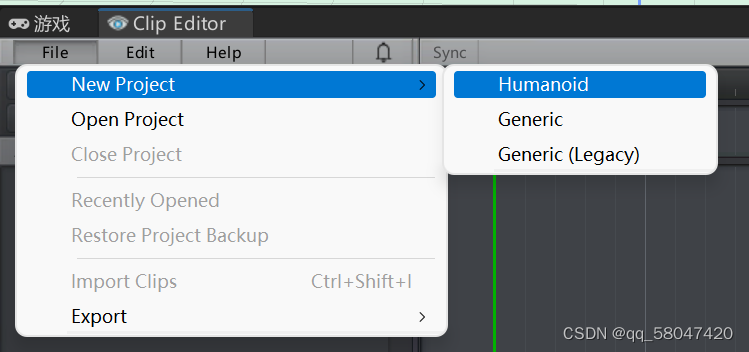 游戏 Clip Editor
File Edit Help Sync
New Project Humanoid
Open Project Generic
Close Project Generic (Legacy)
Recently Opened
Restore Project Backup
Import Clips Ctrl+Shift+I
Export
CSDN @qq_58047420